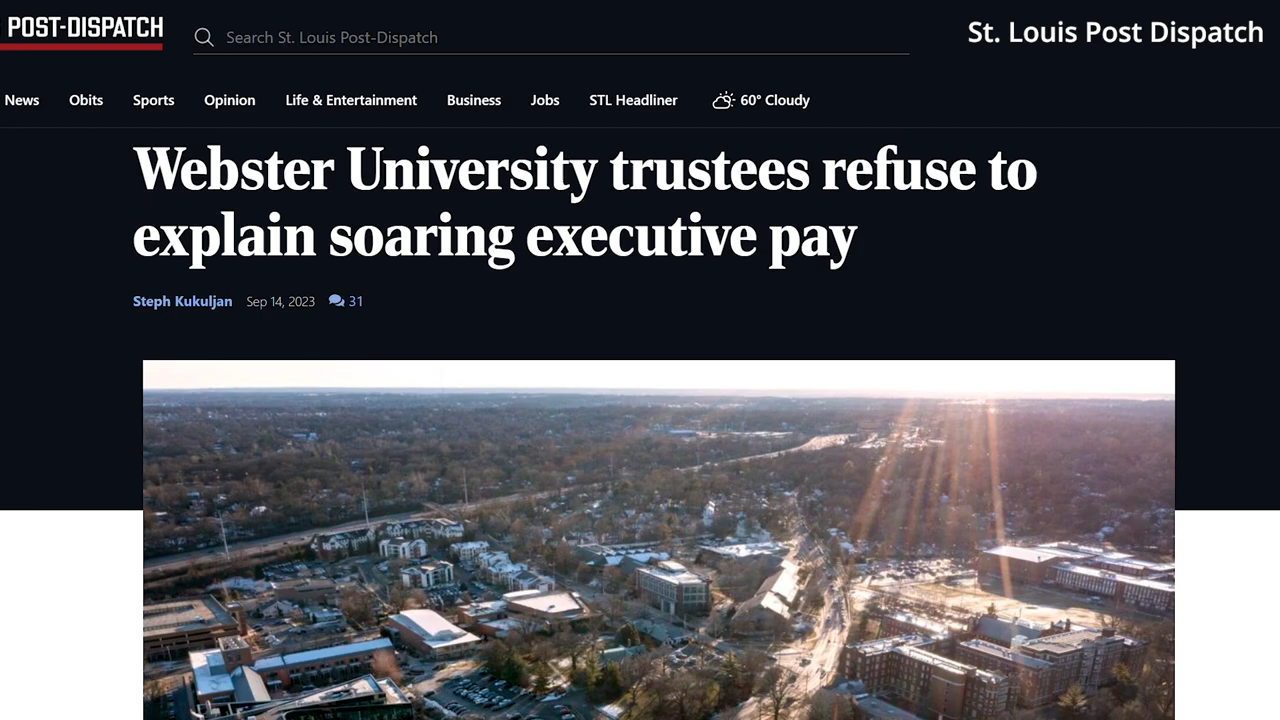 POST-DISPATCH
Search St. Louis Post-Dispatch
St. Louis Post Dispatch
News Obits Sports Opinion Life & Entertainment Business Jobs STL Headliner 60° Cloudy
Webster University trustees refuse to
explain soaring executive pay
Steph Kukuljan Sep 14, 2023 31